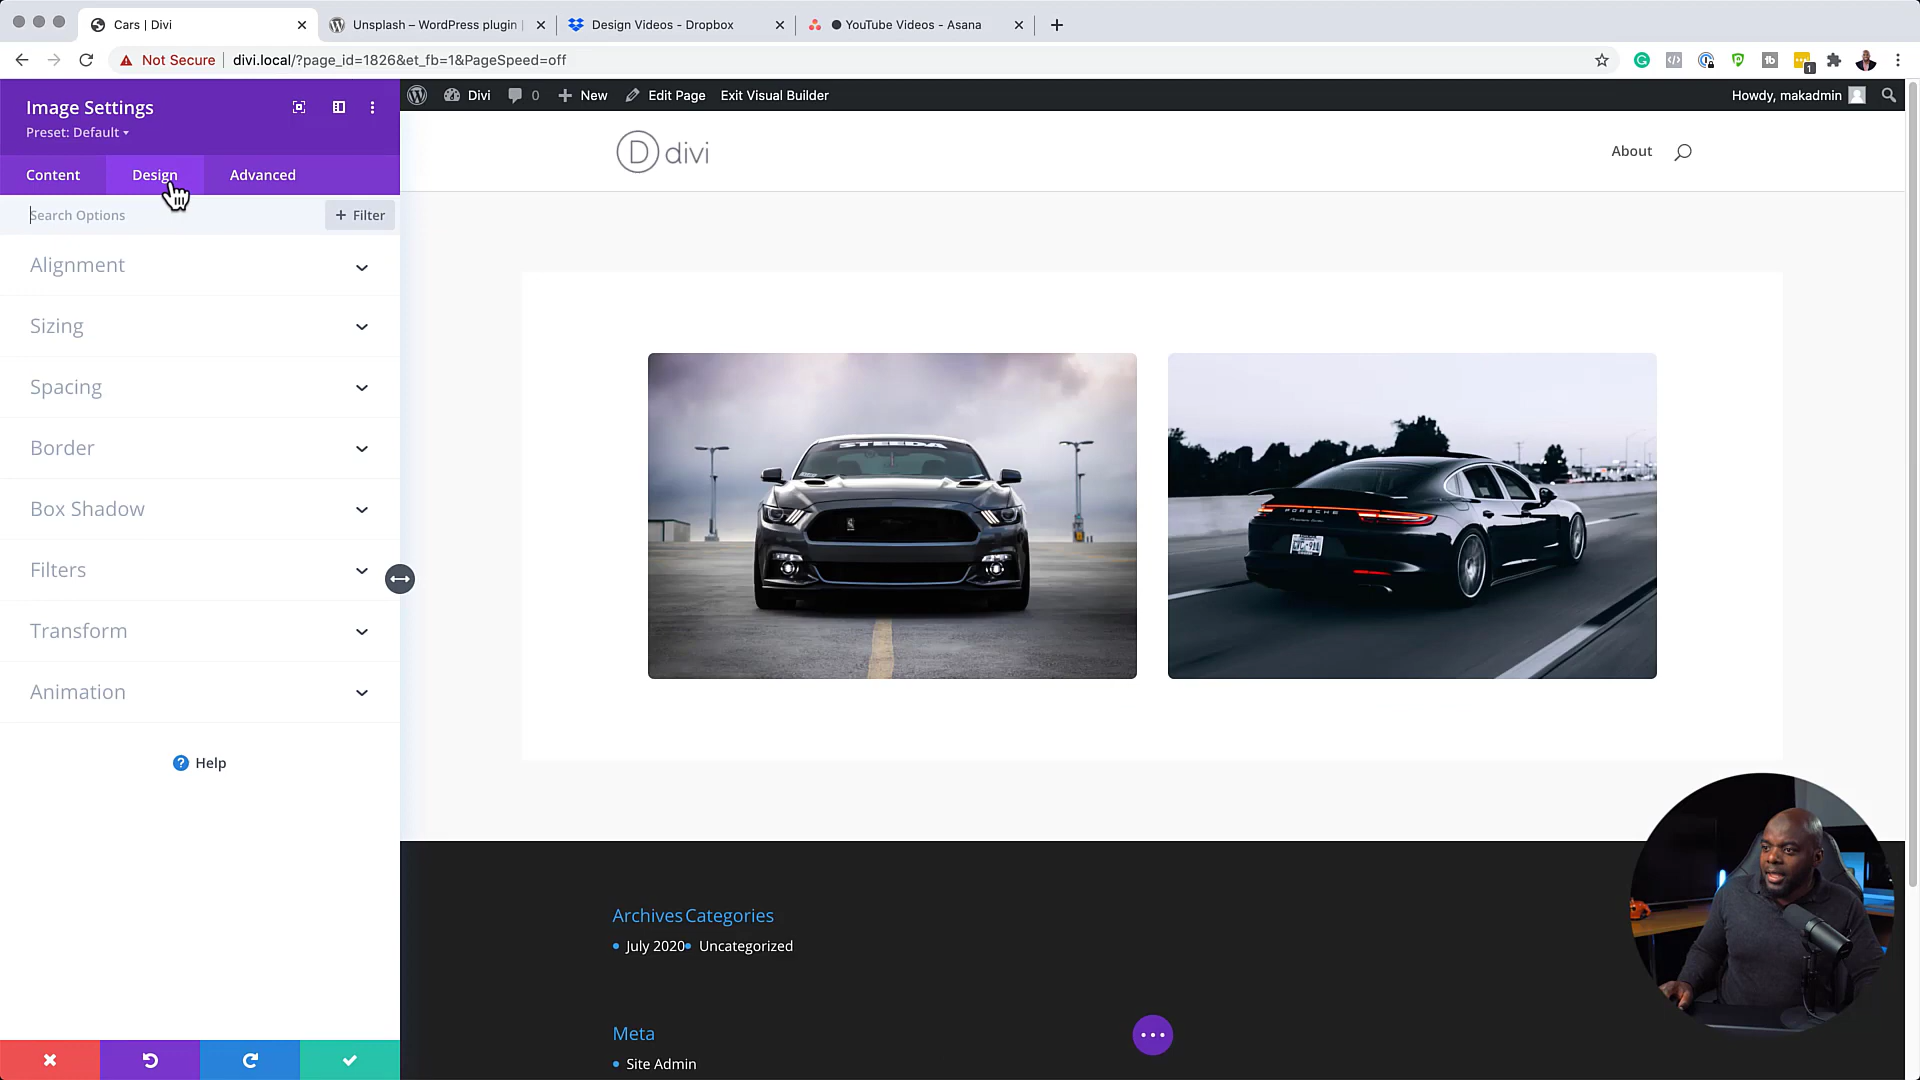 Cars | Divi
Unsplash – WordPress plugin |
Design Videos - Dropbox
YouTube Videos - Asana
Not Secure
divi.local/?page_id=1826&et_fb=1&PageSpeed=off
1
Image Settings
Preset: Default
Divi
0
New
Edit Page
Exit Visual Builder
Howdy, makadmin
Content
Design
Advanced
D divi
About
Search Options
+ Filter
Alignment
Sizing
Spacing
Border
Box Shadow
Filters
Transform
Animation
? Help
STEEDA
PORSCHE
Archives
Categories
July 2020
Uncategorized
Meta
Site Admin